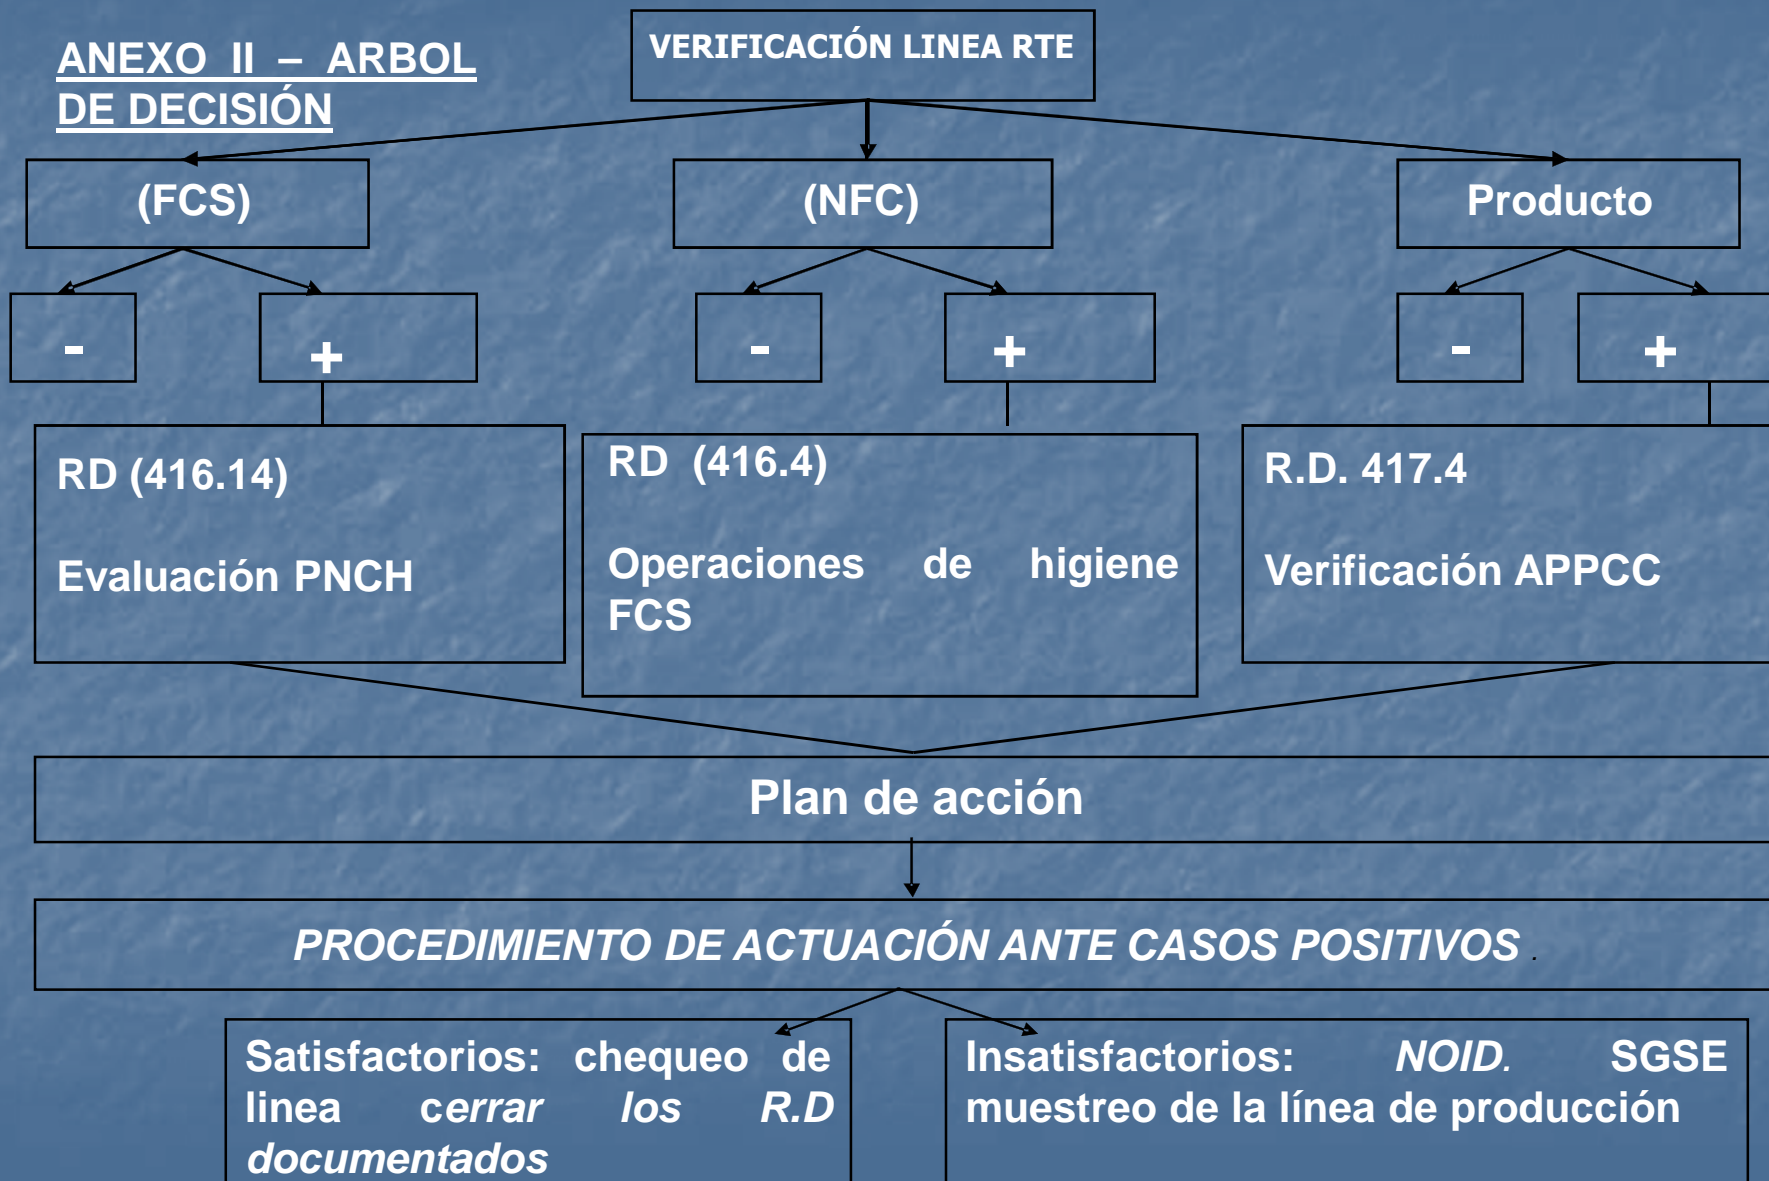 ANEXO II – ARBOL
DE DECISIÓN
VERIFICACIÓN LINEA RTE
(FCS)
(NFC)
Producto
-
+
-
+
-
+
RD (416.14)
Evaluación PNCH
RD (416.4)
Operaciones de higiene
FCS
R.D. 417.4
Verificación APPCC
Plan de acción
PROCEDIMIENTO DE ACTUACIÓN ANTE CASOS POSITIVOS .
Satisfactorios: chequeo de
linea cerrar los R.D
documentados
Insatisfactorios: NOID. SGSE
muestreo de la línea de producción